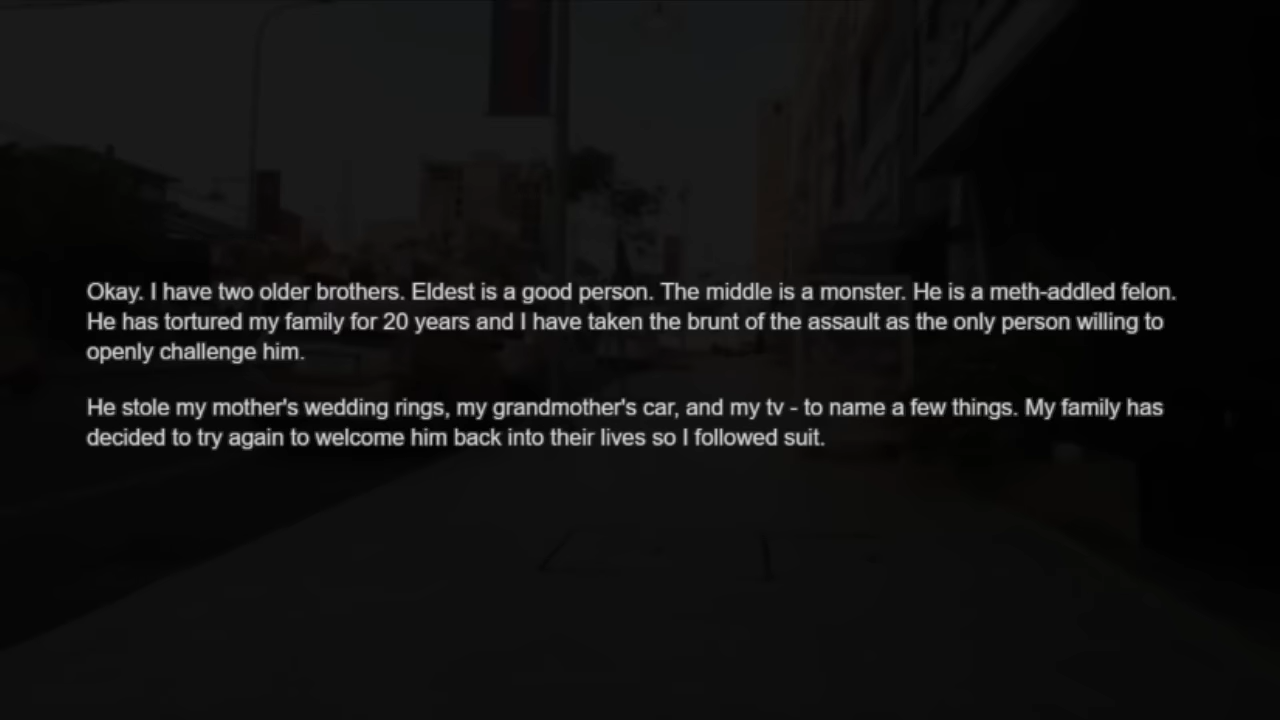 Okay. I have two older brothers. Eldest is a good person. The middle is a monster. He is a meth-addled felon.
He has tortured my family for 20 years and I have taken the brunt of the assault as the only person willing to
openly challenge him.
He stole my mother's wedding rings, my grandmother's car, and my tv - to name a few things. My family has
decided to try again to welcome him back into their lives so I followed suit.